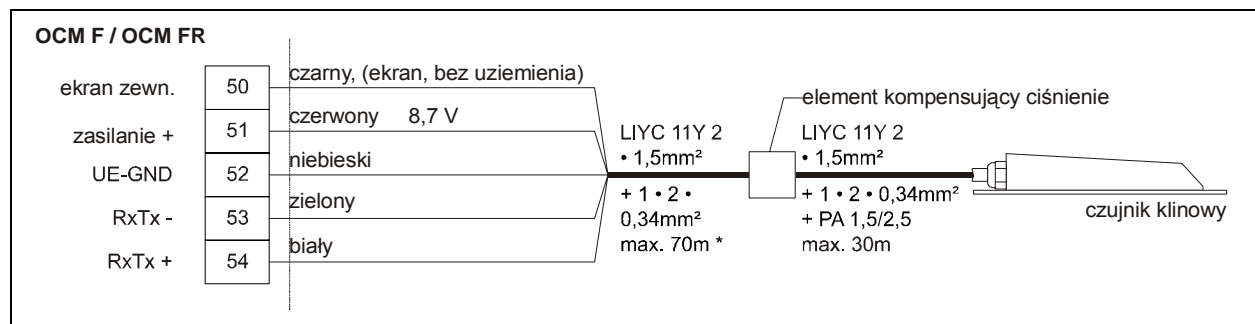 OCM F / OCM FR
ekran zewn.
50
czarny, (ekran, bez uziemienia)
zasilanie +
51
czerwony 8,7 V
UE-GND
52
niebieski
RxTx -
53
zielony
RxTx +
54
biały
LIYC 11Y 2
• 1,5mm²
+ 1 • 2 •
0,34mm²
max. 70m *
element kompensujący ciśnienie
LIYC 11Y 2
• 1,5mm²
+ 1 • 2 • 0,34mm²
+ PA 1,5/2,5
max. 30m
czujnik klinowy